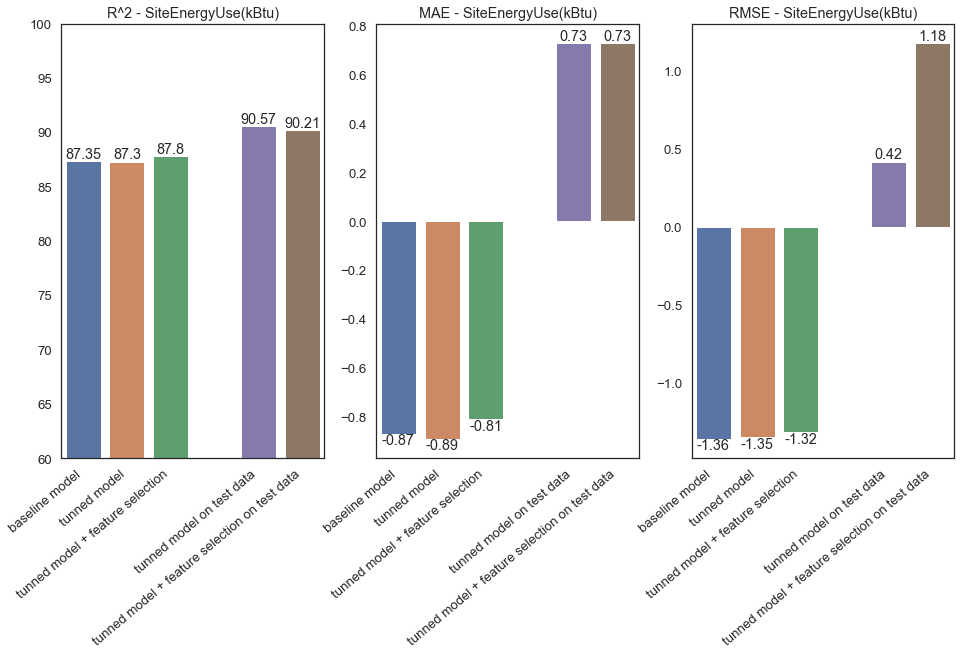 R^2 - SiteEnergyUse(kBtu)
100
95
90
85
80
75
70
65
60
87.35
87.3
87.8
90.57
90.21
baseline model
tunned model
tunned model + feature selection
tunned model on test data
tunned model + feature selection on test data
MAE - SiteEnergyUse(kBtu)
0.8
0.6
0.4
0.2
0.0
−0.2
−0.4
−0.6
−0.8
-0.87
-0.89
-0.81
0.73
0.73
baseline model
tunned model
tunned model + feature selection
tunned model on test data
tunned model + feature selection on test data
RMSE - SiteEnergyUse(kBtu)
1.0
0.5
0.0
−0.5
−1.0
-1.36
-1.35
-1.32
0.42
1.18
baseline model
tunned model
tunned model + feature selection
tunned model on test data
tunned model + feature selection on test data